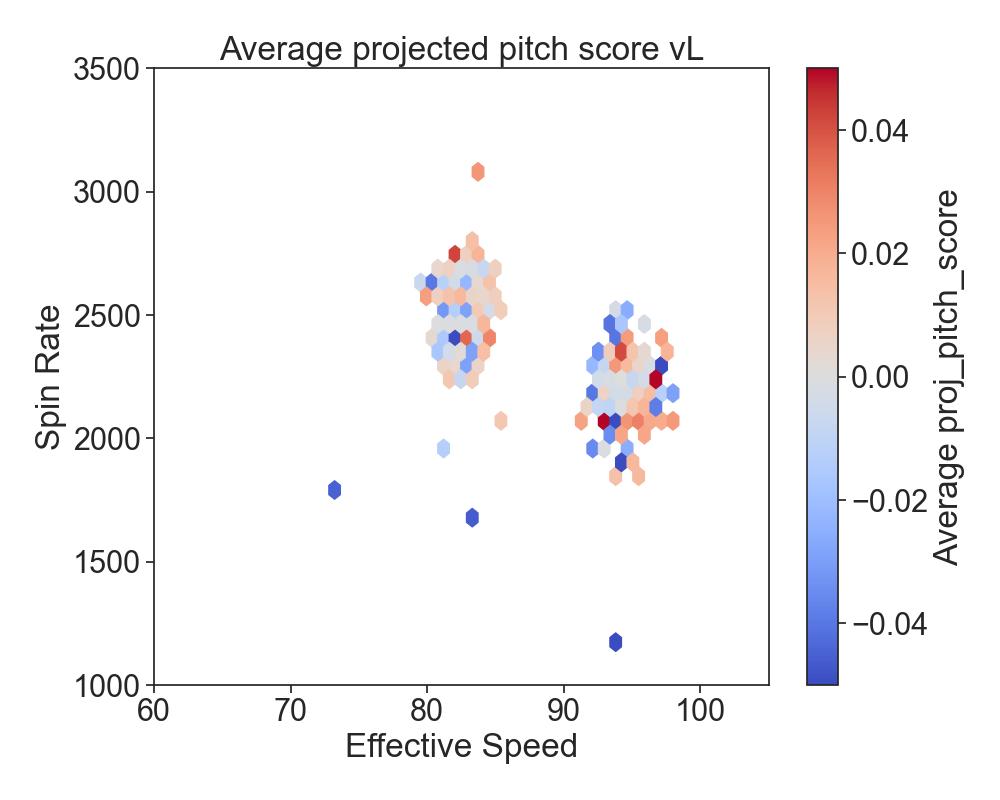 Average projected pitch score vL
3500
3000
2500
2000
1500
1000
Spin Rate
60 70 80 90 100
Effective Speed
0.04
0.02
0.00
−0.02
−0.04
Average proj_pitch_score